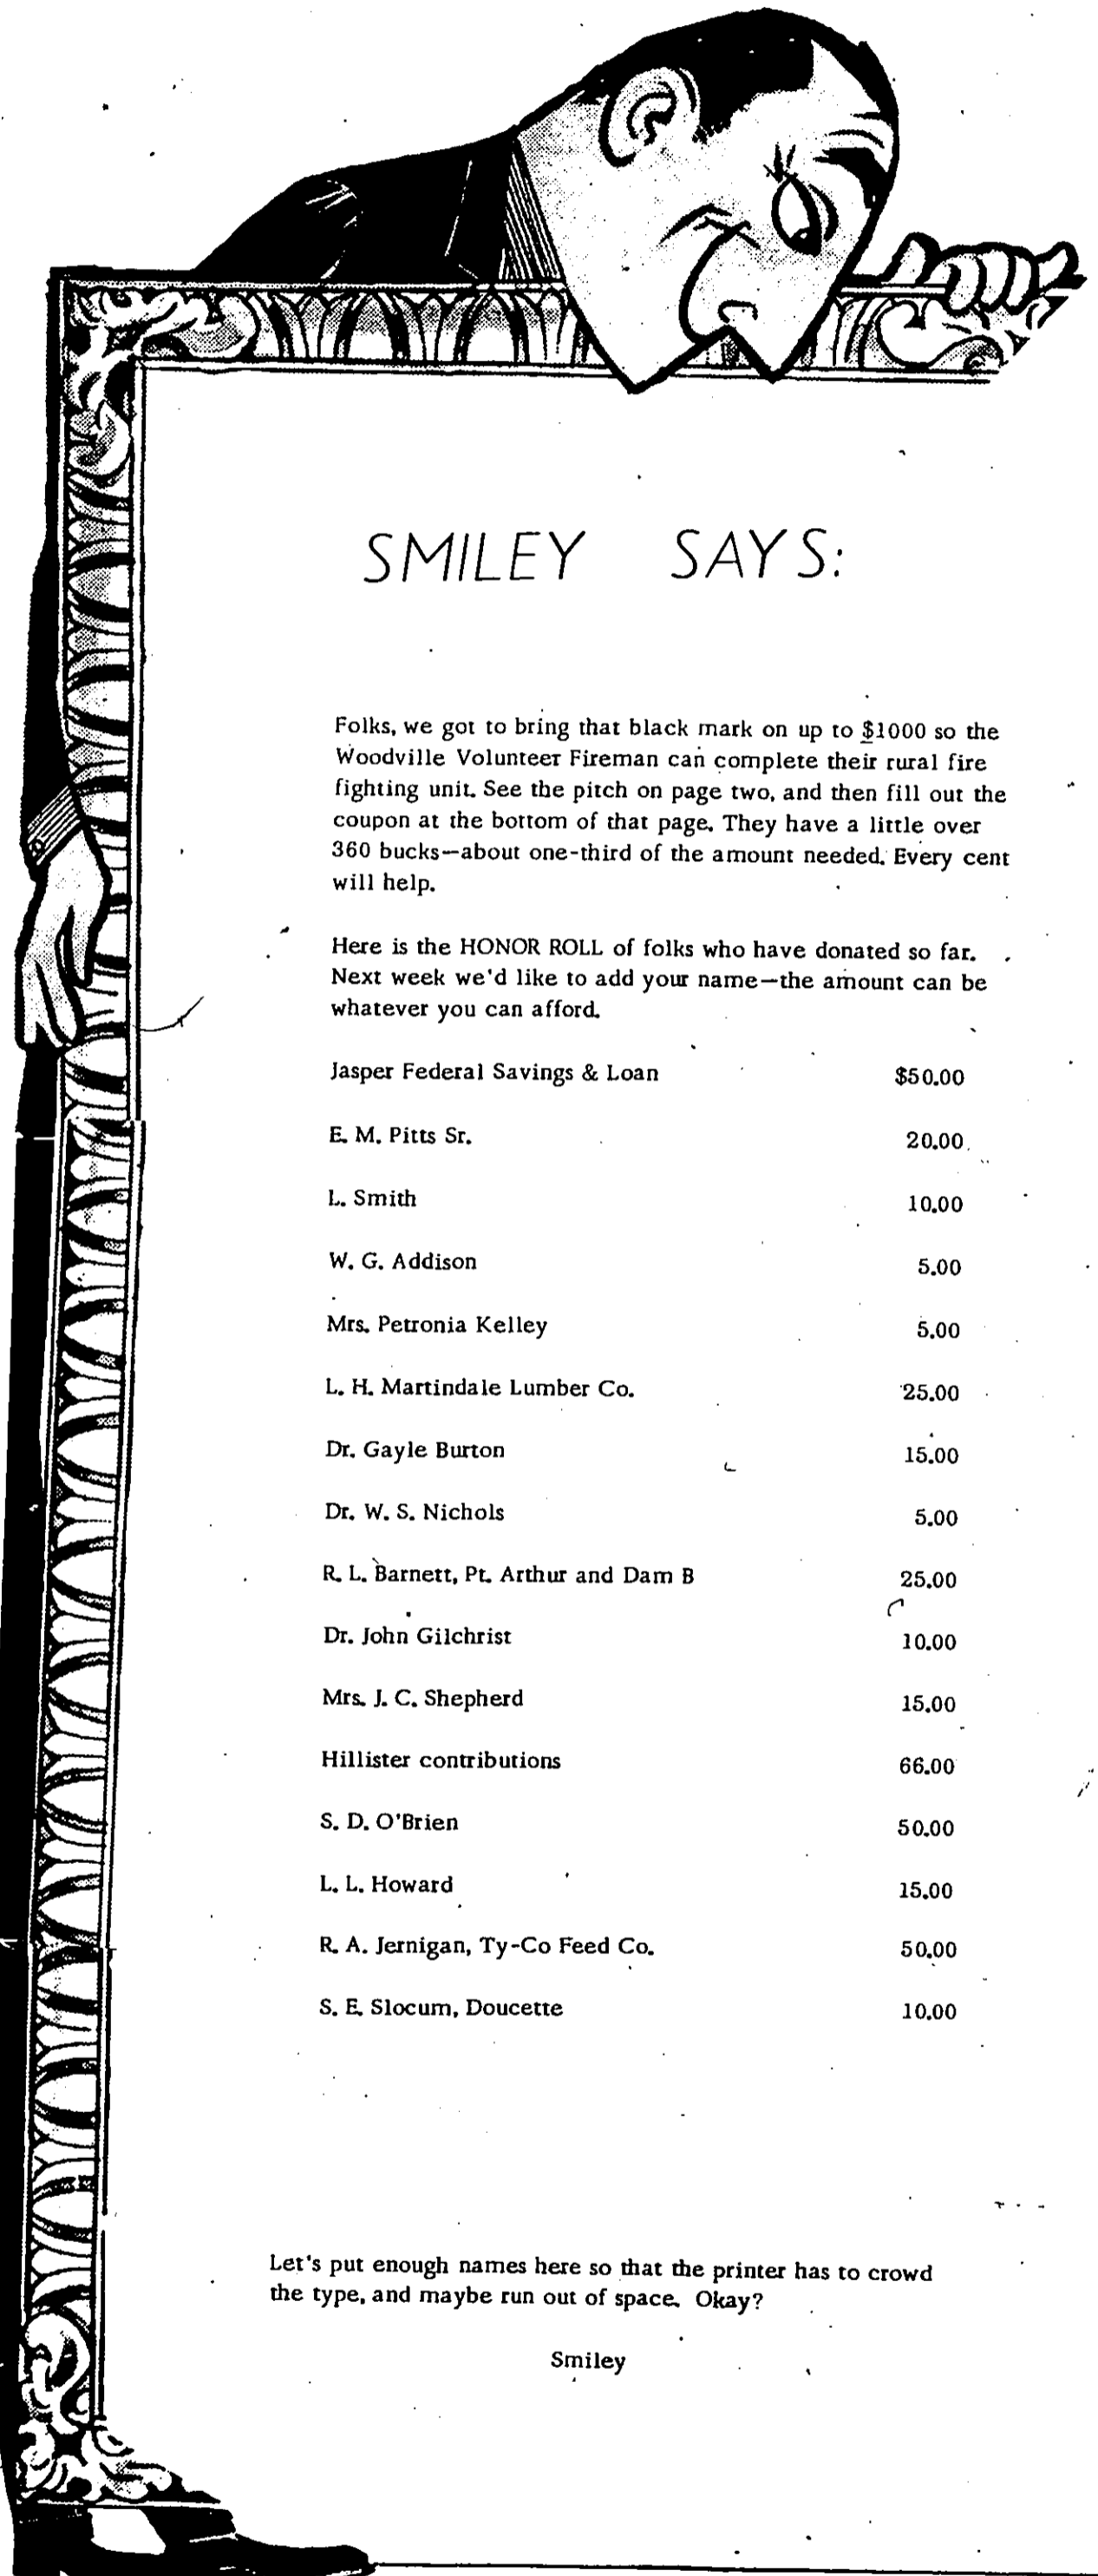 SMILEY SAYS:
Folks, we got to bring that black mark on up to $1000 so the
Woodville Volunteer Fireman can complete their rural fire
fighting unit. See the pitch on page two, and then fill out the
coupon at the bottom of that page. They have a little over
360 bucks—about one-third of the amount needed. Every cent
will help.
Here is the HONOR ROLL of folks who have donated so far.
Next week we'd like to add your name—the amount can be
whatever you can afford.
Jasper Federal Savings & Loan $50.00
E. M. Pitts Sr. 20.00
L. Smith 10.00
W. G. Addison 5.00
Mrs. Petronia Kelley 5.00
L. H. Martindale Lumber Co. 25.00
Dr. Gayle Burton 15.00
Dr. W. S. Nichols 5.00
R. L. Barnett, Pt. Arthur and Dam B 25.00
Dr. John Gilchrist 10.00
Mrs. J. C. Shepherd 15.00
Hillister contributions 66.00
S. D. O'Brien 50.00
L. L. Howard 15.00
R. A. Jernigan, Ty-Co Feed Co. 50.00
S. E. Slocum, Doucette 10.00
Let's put enough names here so that the printer has to crowd
the type, and maybe run out of space. Okay?
Smiley